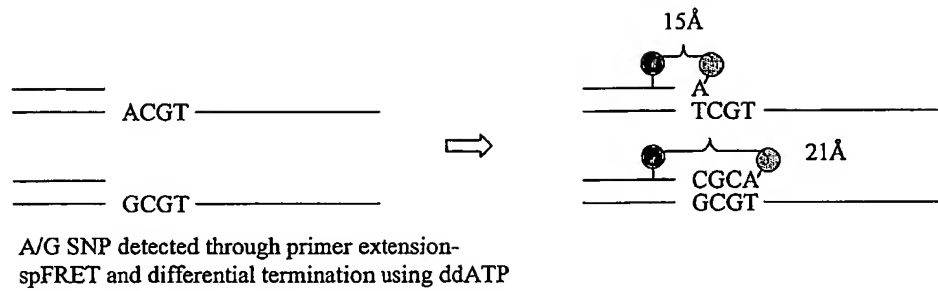 15Å
A
ACGT
TCGT
21Å
CGCA
GCGT
GCGT
A/G SNP detected through primer extension-
spFRET and differential termination using ddATP